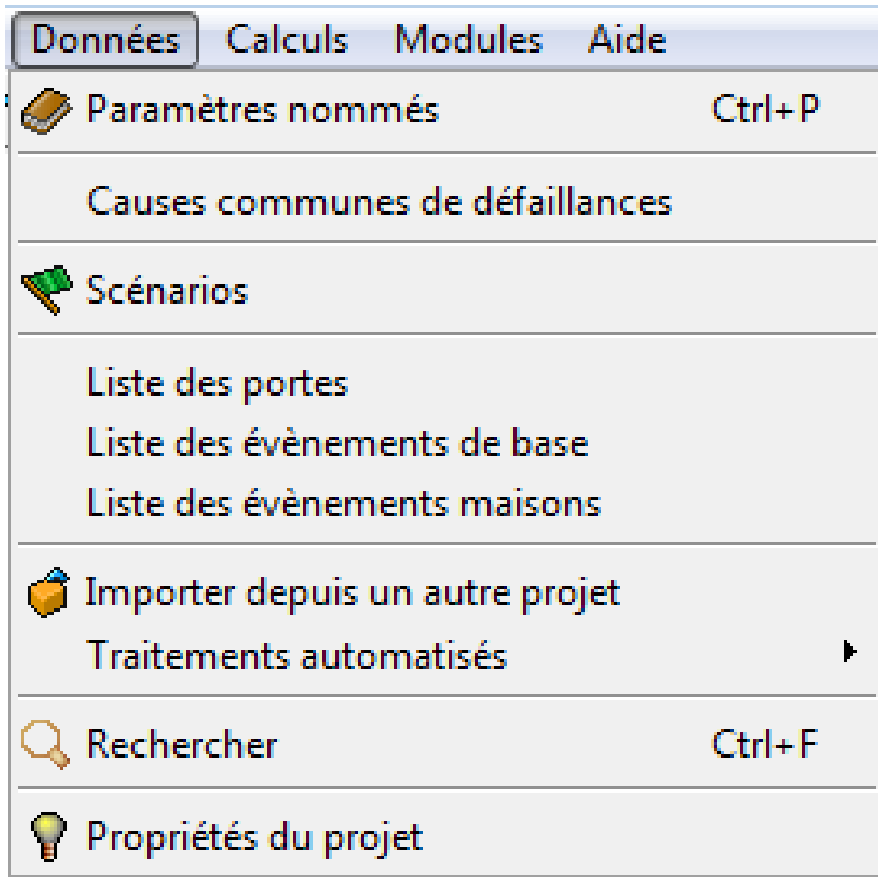 Données Calculs Modules Aide
Paramètres nommés Ctrl+P
Causes communes de défaillances
Scénarios
Liste des portes
Liste des évènements de base
Liste des évènements maisons
Importer depuis un autre projet
Traitements automatisés
Rechercher Ctrl+F
Propriétés du projet